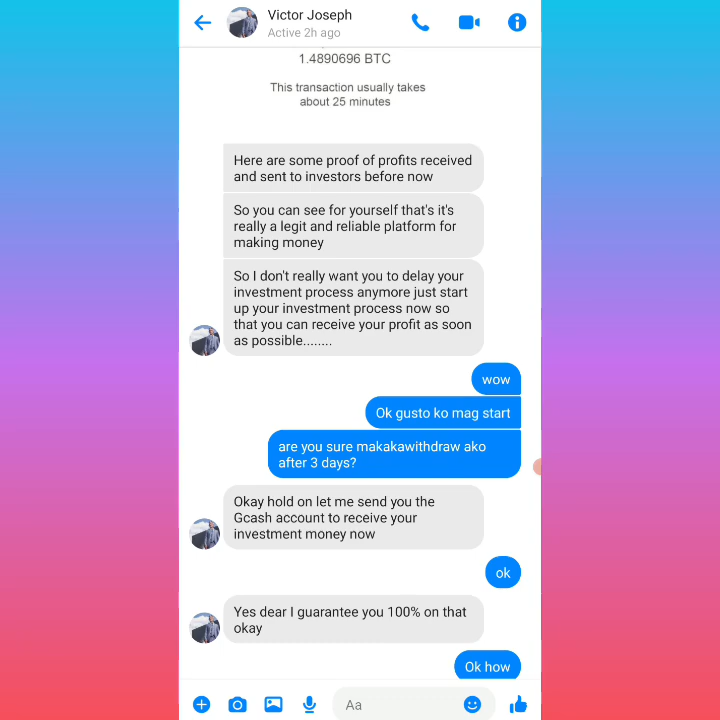 Victor Joseph
Active 2h ago
1.4890696 BTC
This transaction usually takes
about 25 minutes
Here are some proof of profits received
and sent to investors before now
So you can see for yourself that's it's
really a legit and reliable platform for
making money
So I don't really want you to delay your
investment process anymore just start
up your investment process now so
that you can receive your profit as soon
as possible........
wow
Ok gusto ko mag start
are you sure makakawithdraw ako
after 3 days?
Okay hold on let me send you the
Gcash account to receive your
investment money now
ok
Yes dear I guarantee you 100% on that
okay
Ok how
Aa